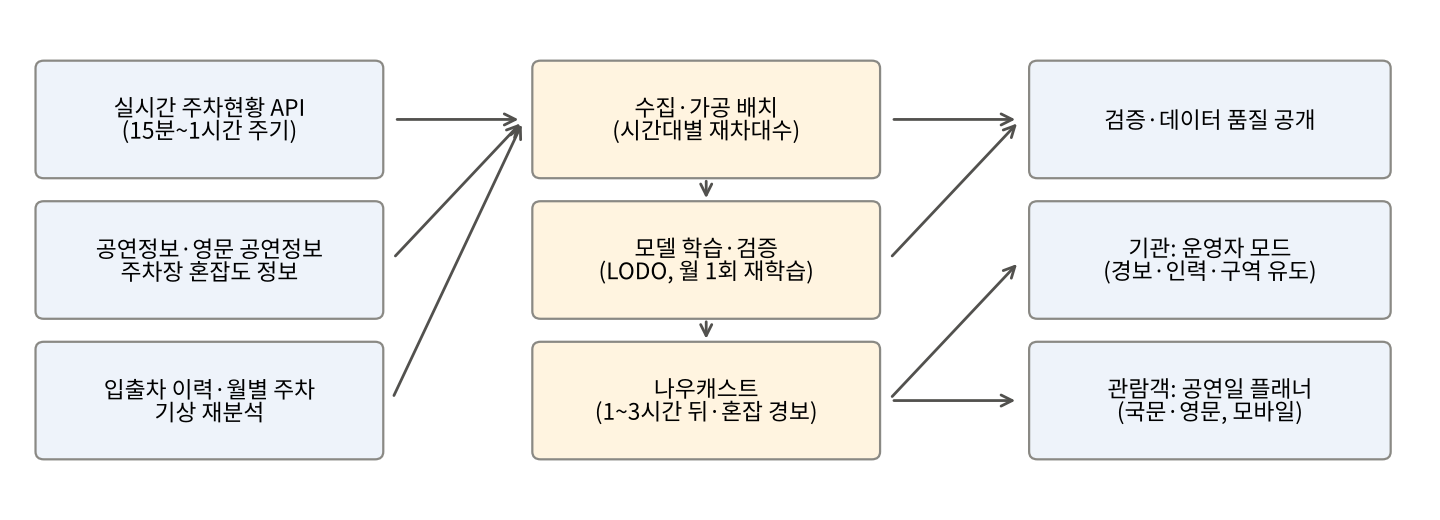 실시간 주차현황 API
(15분~1시간 주기)
공연정보·영문 공연정보
주차장 혼잡도 정보
입출차 이력·월별 주차
기상 재분석
수집·가공 배치
(시간대별 재차대수)
모델 학습·검증
(LODO, 월 1회 재학습)
나우캐스트
(1~3시간 뒤·혼잡 경보)
검증·데이터 품질 공개
기관: 운영자 모드
(경보·인력·구역 유도)
관람객: 공연일 플래너
(국문·영문, 모바일)